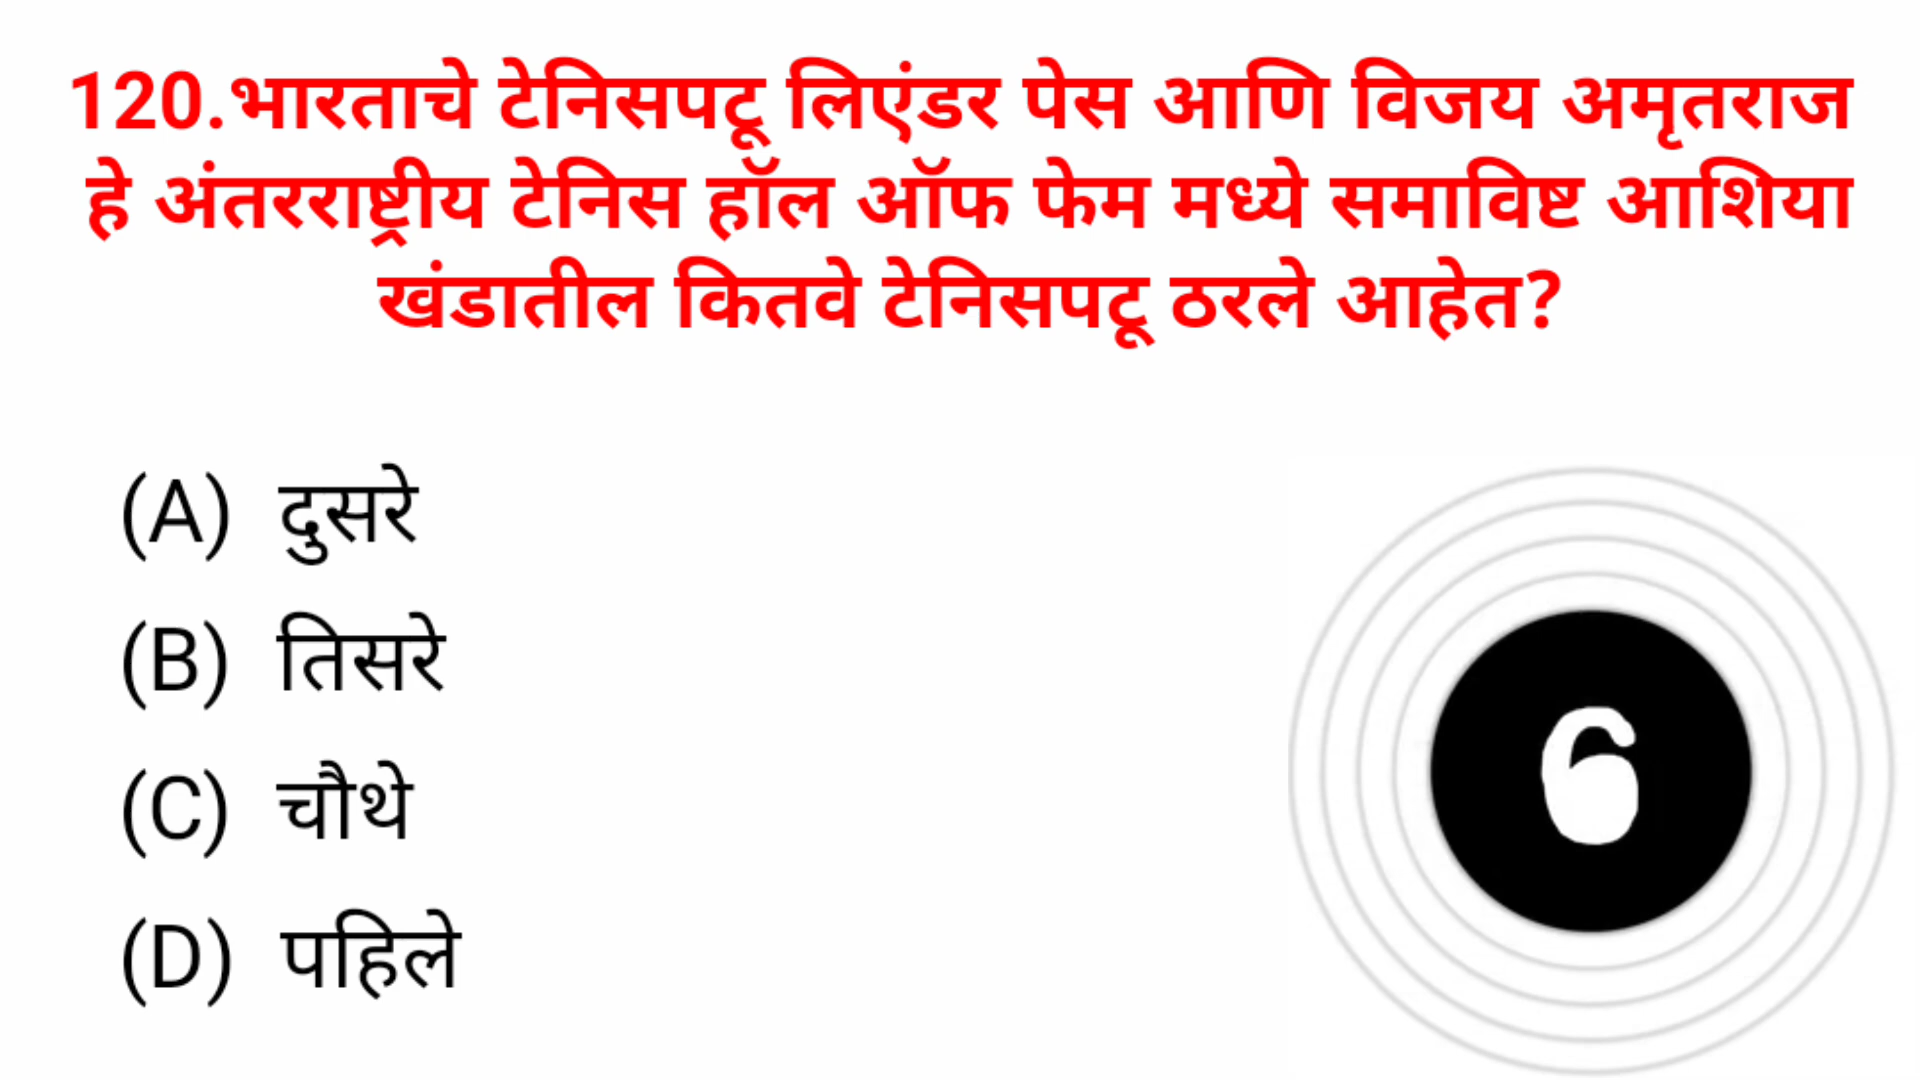 120.भारताचे टेनिसपटू लिएंडर पेस आणि विजय अमृतराज
हे अंतरराष्ट्रीय टेनिस हॉल ऑफ फेम मध्ये समाविष्ट आशिया
खंडातील कितवे टेनिसपटू ठरले आहेत?
(A) दुसरे
(B) तिसरे
(C) चौथे
(D) पहिले
6